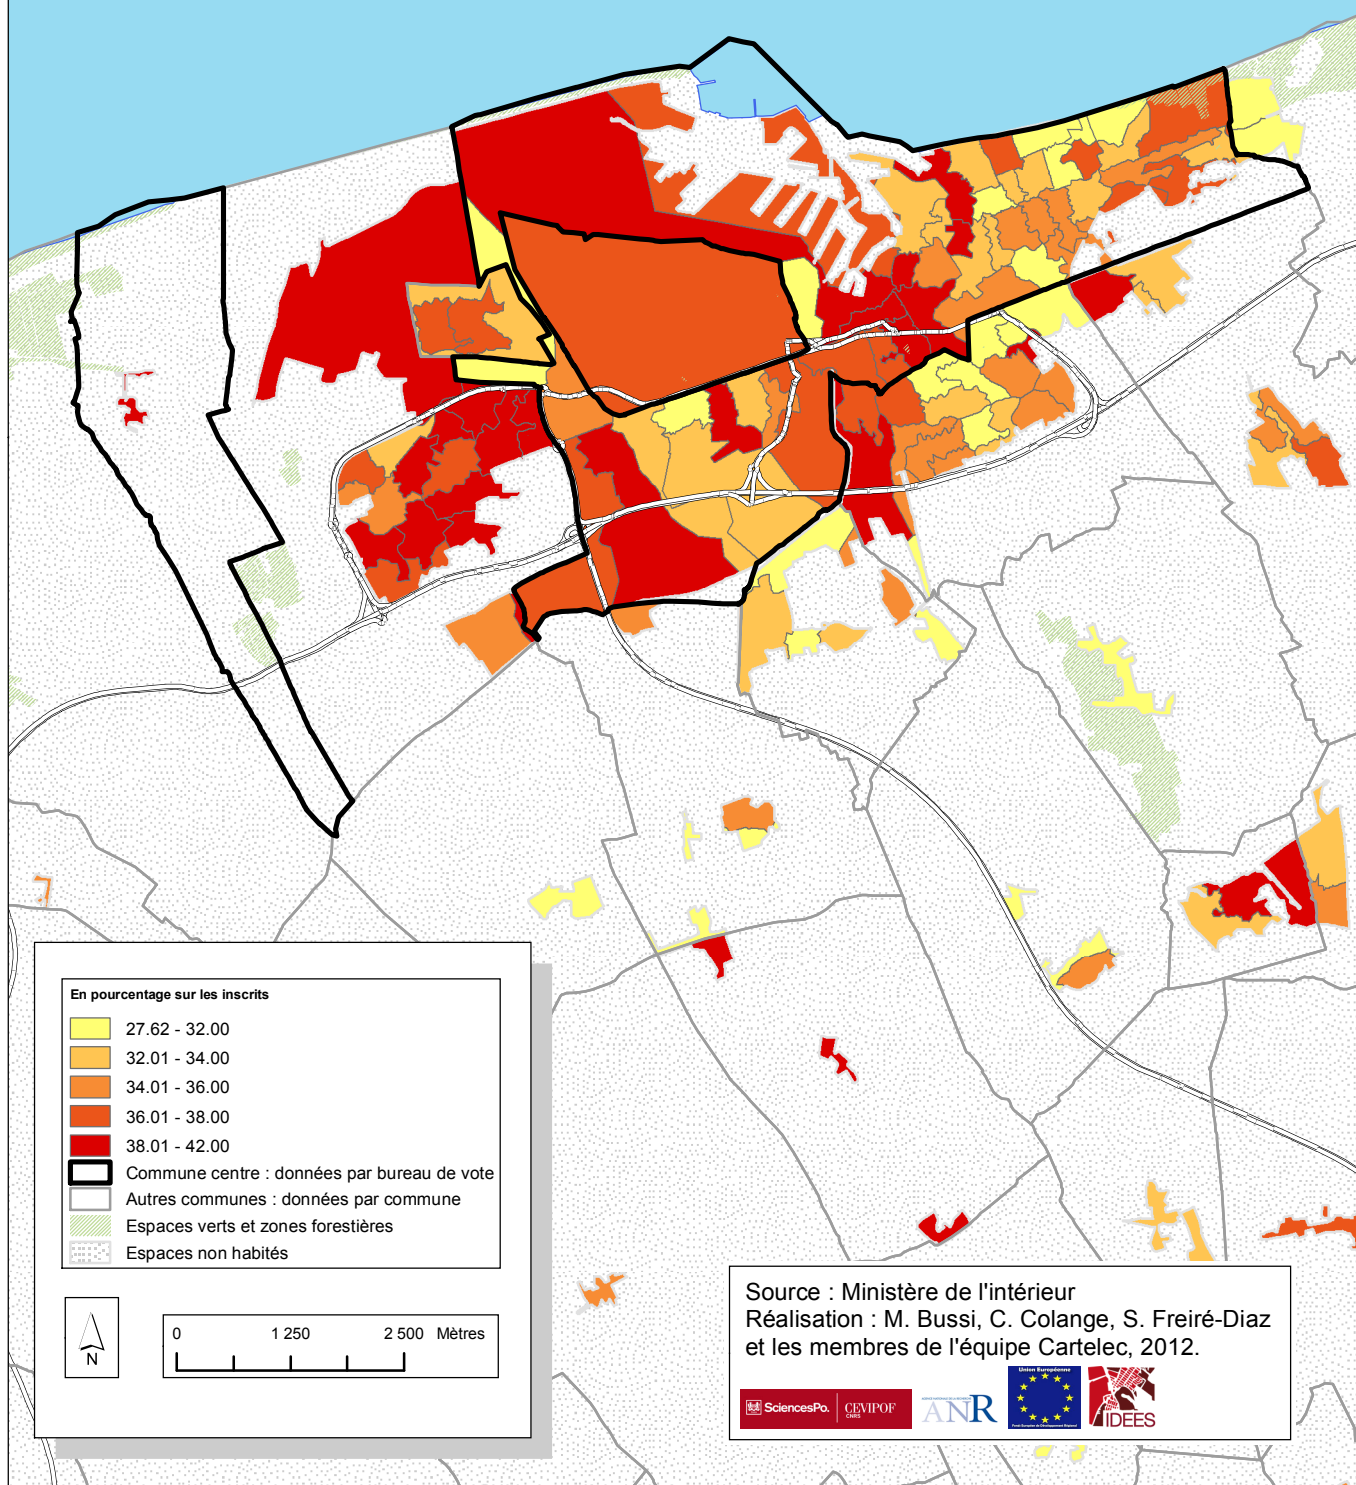 En pourcentage sur les inscrits
27.62 - 32.00
32.01 - 34.00
34.01 - 36.00
36.01 - 38.00
38.01 - 42.00
Commune centre : données par bureau de vote
Autres communes : données par commune
Espaces verts et zones forestières
Espaces non habités
N
0 1 250 2 500 Mètres
Source : Ministère de l'intérieur
Réalisation : M. Bussi, C. Colange, S. Freiré-Diaz
et les membres de l'équipe Cartelec, 2012.
SciencesPo.
CEVIPOF
CNRS
ANR
Union Européenne
IDEES